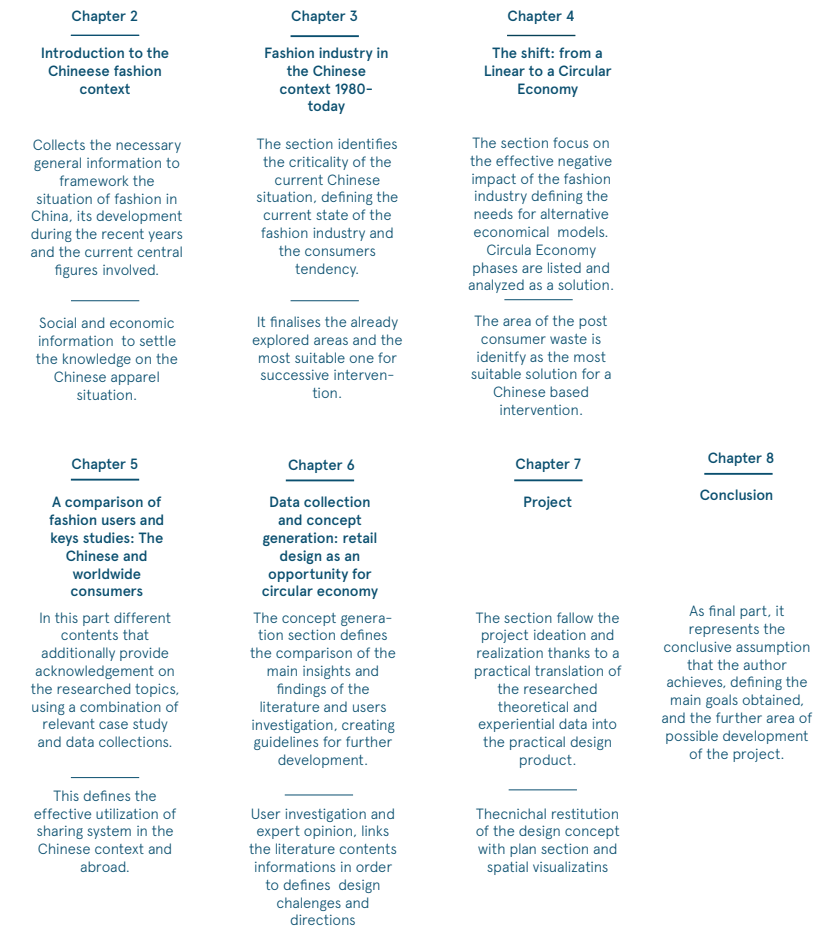 Chapter 2
Introduction to the
Chineese fashion
context
Collects the necessary
general information to
framework the
situation of fashion in
China, its development
during the recent years
and the current central
figures involved.
Social and economic
information to settle
the knowledge on the
Chinese apparel
situation.
Chapter 3
Fashion industry in
the Chinese
context 1980-
today
The section identifies
the criticality of the
current Chinese
situation, defining the
current state of the
fashion industry and
the consumers
tendency.
It finalises the already
explored areas and the
most suitable one for
successive interven-
tion.
Chapter 4
The shift: from a
Linear to a Circular
Economy
The section focus on
the effective negative
impact of the fashion
industry defining the
needs for alternative
economical models.
Circula Economy
phases are listed and
analyzed as a solution.
The area of the post
consumer waste is
idenitfy as the most
suitable solution for a
Chinese based
intervention.
Chapter 5
A comparison of
fashion users and
keys studies: The
Chinese and
worldwide
consumers
In this part different
contents that
additionally provide
acknowledgement on
the researched topics,
using a combination of
relevant case study
and data collections.
This defines the
effective utilization of
sharing system in the
Chinese context and
abroad.
Chapter 6
Data collection
and concept
generation: retail
design as an
opportunity for
circular economy
The concept genera-
tion section defines
the comparison of the
main insights and
findings of the
literature and users
investigation, creating
guidelines for further
development.
User investigation and
expert opinion, links
the literature contents
informations in order
to defines design
chalenges and
directions
Chapter 7
Project
The section fallow the
project ideation and
realization thanks to a
practical translation of
the researched
theoretical and
experiential data into
the practical design
product.
Thecnichal restitution
of the design concept
with plan section and
spatial visualizatins
Chapter 8
Conclusion
As final part, it
represents the
conclusive assumption
that the author
achieves, defining the
main goals obtained,
and the further area of
possible development
of the project.